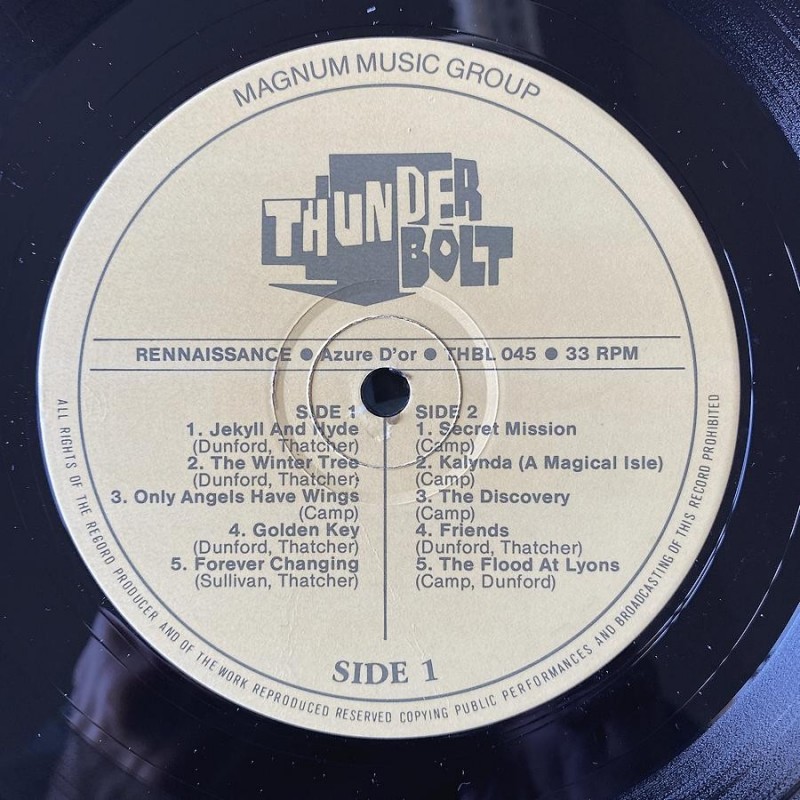 MAGNUM MUSIC GROUP
THUNDER
BOLT
RENNAISSANCE ● Azure D'or ● THBL 045 ● 33 RPM
SIDE 1
1. Jekyll And Hyde
(Dunford, Thatcher)
2. The Winter Tree
(Dunford, Thatcher)
3. Only Angels Have Wings
(Camp)
4. Golden Key
(Dunford, Thatcher)
5. Forever Changing
(Sullivan, Thatcher)
SIDE 2
1. Secret Mission
(Camp)
2. Kalynda (A Magical Isle)
(Camp)
3. The Discovery
(Camp)
4. Friends
(Dunford, Thatcher)
5. The Flood At Lyons
(Camp, Dunford)
SIDE 1
ALL RIGHTS OF THE RECORD PRODUCER AND OF THE WORK REPRODUCED RESERVED COPYING PUBLIC PERFORMANCES AND BROADCASTING OF THIS RECORD PROHIBITED